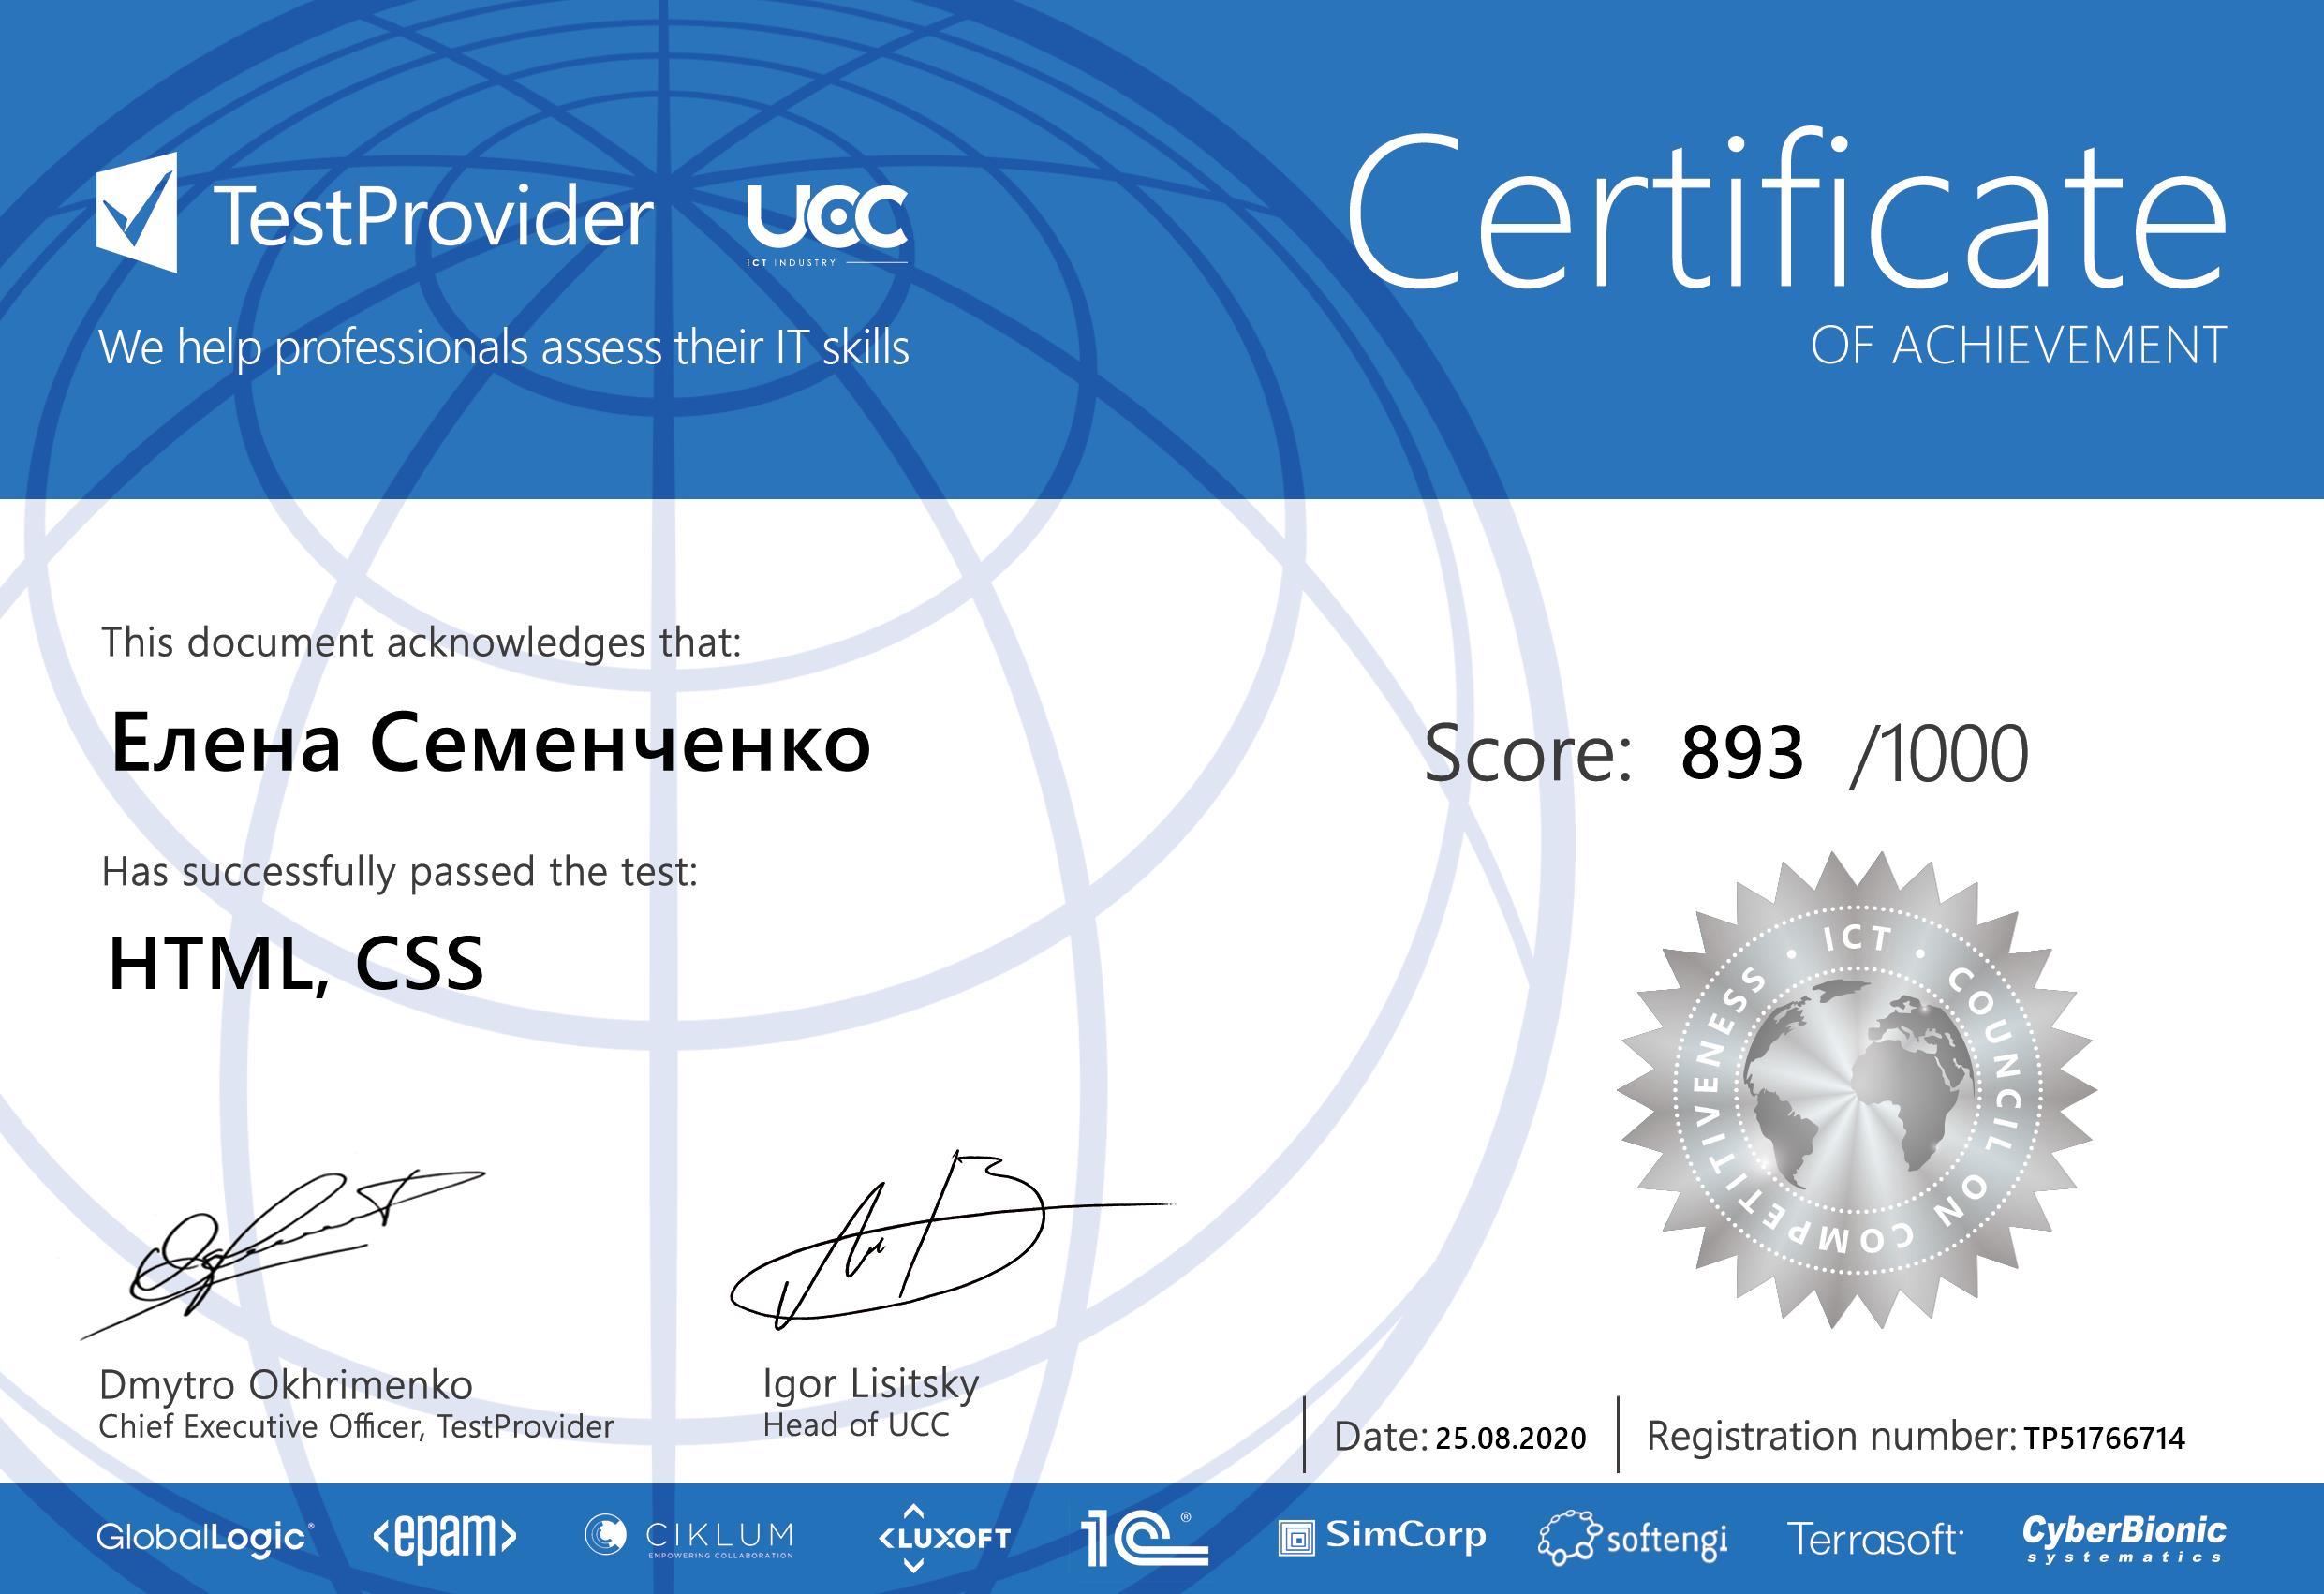 TestProvider
UCC
ICT INDUSTRY
We help professionals assess their IT skills
Certificate
OF ACHIEVEMENT
This document acknowledges that:
Елена Семенченко
Score: 893 /1000
Has successfully passed the test:
HTML, CSS
• ICT • COUNCIL ON COMPETITIVENESS
Dmytro Okhrimenko
Chief Executive Officer, TestProvider
Igor Lisitsky
Head of UCC
Date: 25.08.2020
Registration number: TP51766714
GlobalLogic®
<epam>
CIKLUM
EMPOWERING COLLABORATION
LUXOFT
1C®
SimCorp
softengi
Terrasoft
CyberBionic
systematics